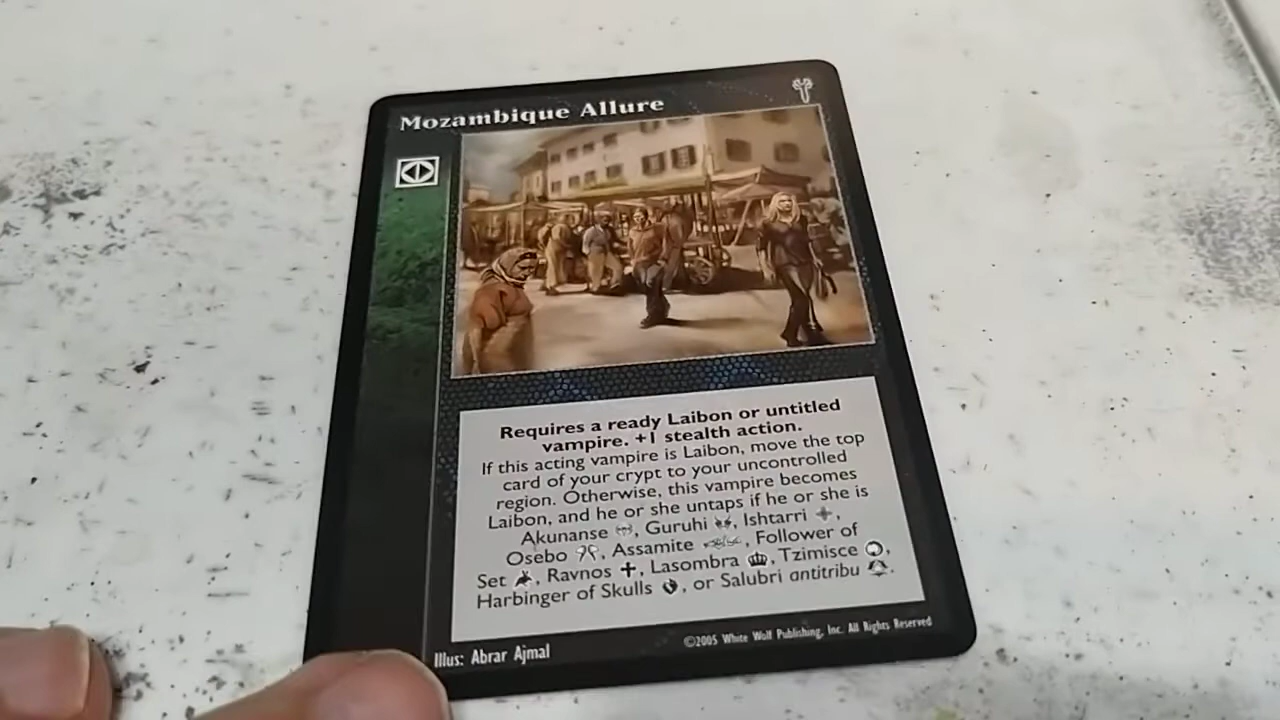 Mozambique Allure
Requires a ready Laibon or untitled
vampire. +1 stealth action.
If this acting vampire is Laibon, move the top
card of your crypt to your uncontrolled
region. Otherwise, this vampire becomes
Laibon, and he or she untaps if he or she is
Akunanse , Guruhi , Ishtarri ,
Osebo , Assamite , Follower of
Set , Ravnos , Lasombra , Tzimisce ,
Harbinger of Skulls , or Salubri antitribu .
Illus: Abrar Ajmal
©2005 White Wolf Publishing, Inc. All Rights Reserved